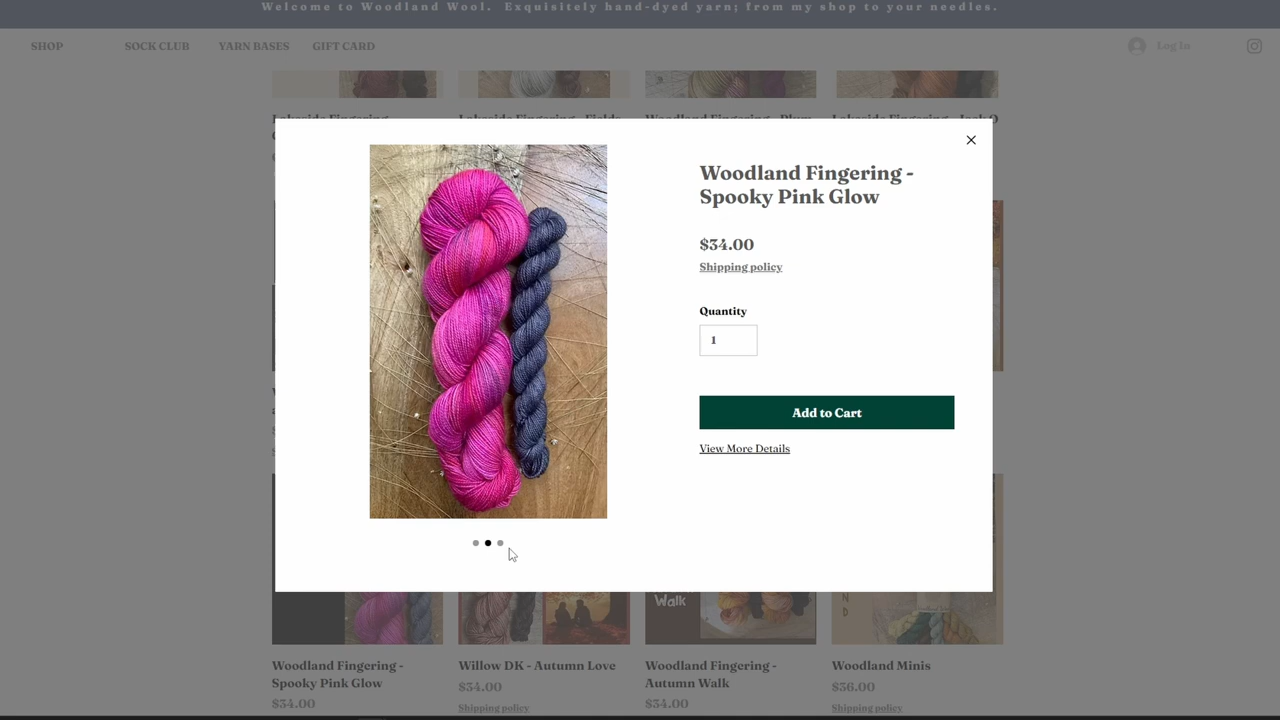 Welcome to Woodland Wool. Exquisitely hand-dyed yarn; from my shop to your needles.
SHOP SOCK CLUB YARN BASES GIFT CARD Log In
Woodland Fingering -
Spooky Pink Glow
$34.00
Shipping policy
Quantity
1
Add to Cart
View More Details
Walk
Woodland Fingering -
Spooky Pink Glow
$34.00
Willow DK - Autumn Love
$34.00
Shipping policy
Woodland Fingering -
Autumn Walk
$34.00
Woodland Minis
$36.00
Shipping policy